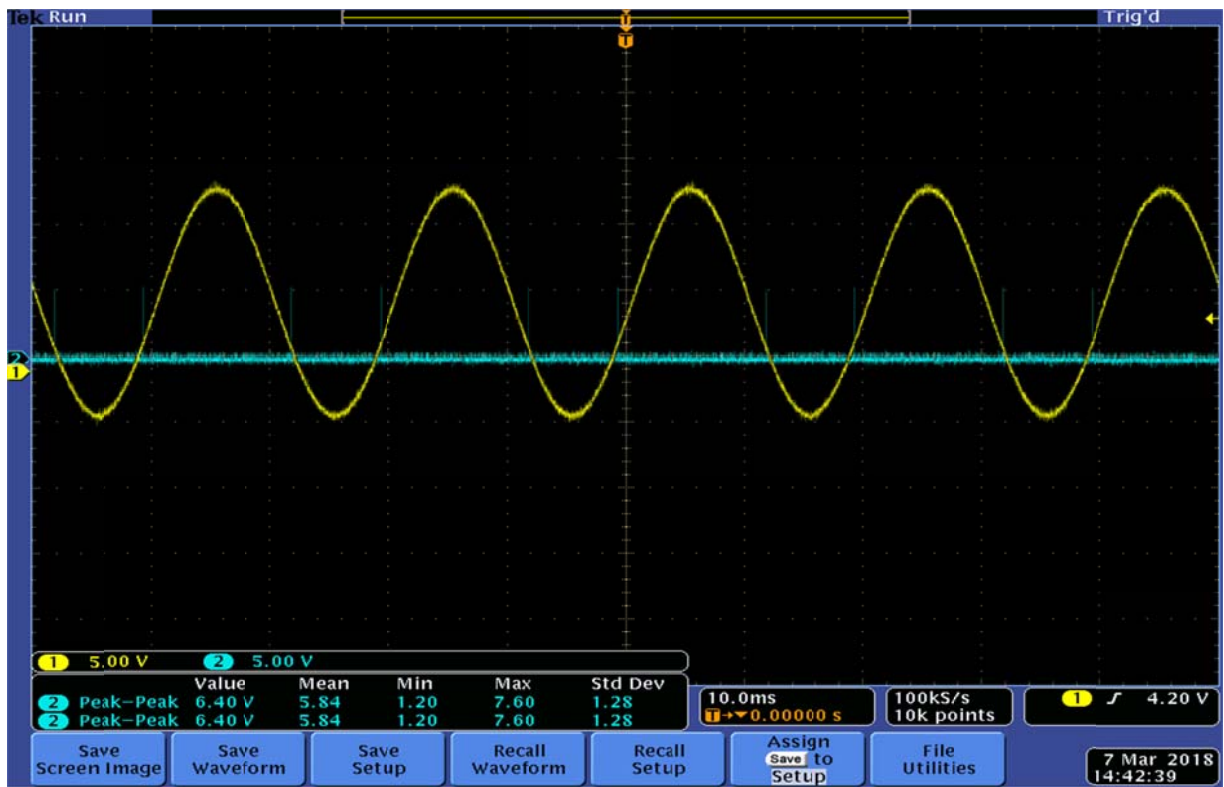 Tek Run Trig'd
T
T
2
1
1 5.00 V 2 5.00 V
Value Mean Min Max Std Dev
2 Peak-Peak 6.40 V 5.84 1.20 7.60 1.28
2 Peak-Peak 6.40 V 5.84 1.20 7.60 1.28
10.0ms
T→▼0.00000 s
100kS/s
10k points
1 ƒ 4.20 V
Save
Screen Image
Save
Waveform
Save
Setup
Recall
Waveform
Recall
Setup
Assign
Save to
Setup
File
Utilities
7 Mar 2018
14:42:39